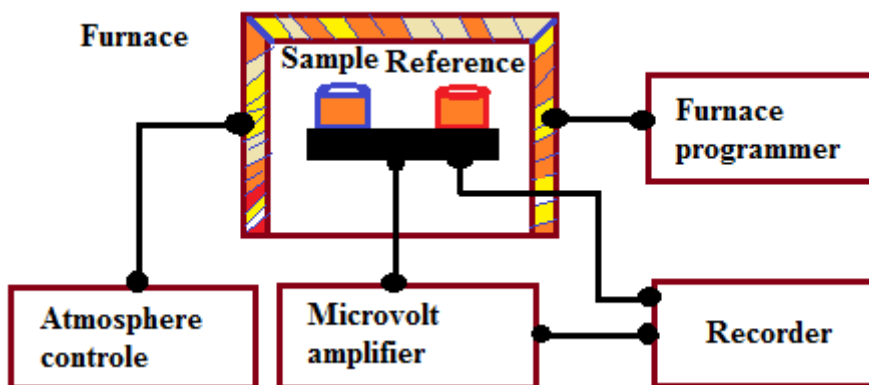 Furnace
Sample Reference
Furnace
programmer
Atmosphere
controle
Microvolt
amplifier
Recorder